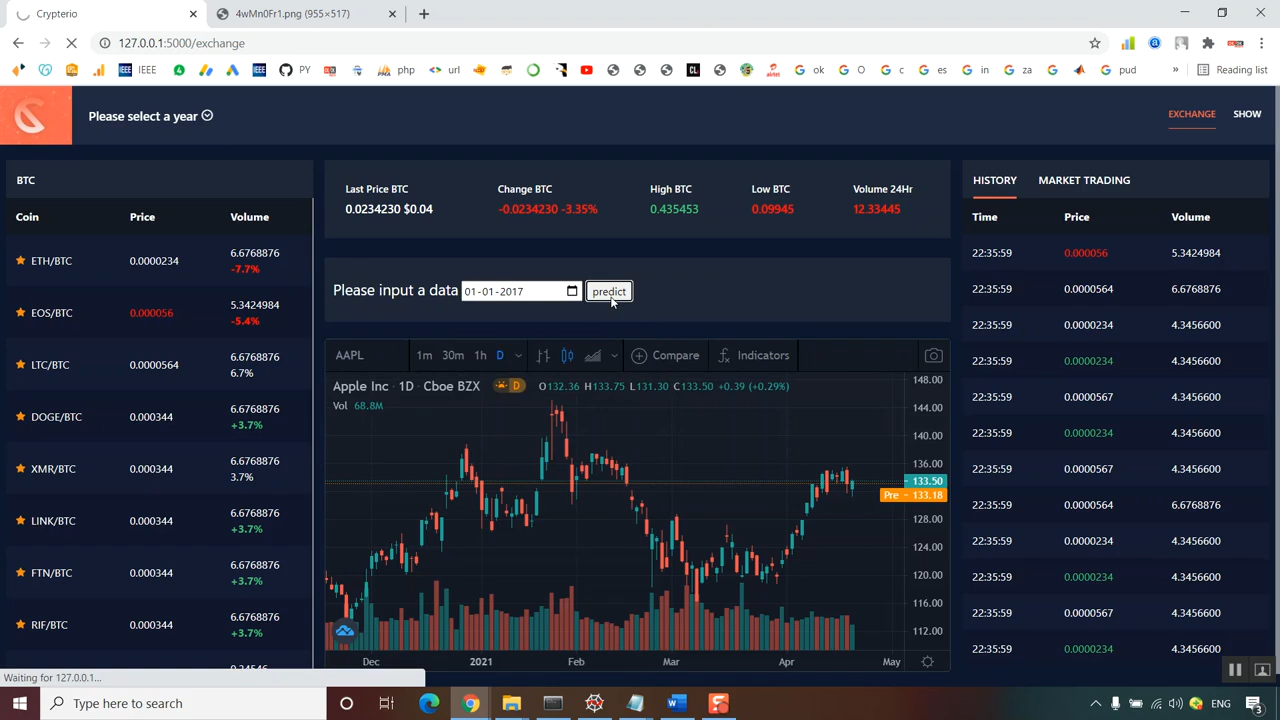 Crypterio
4wMn0Fr1.png (955×517)
127.0.0.1:5000/exchange
IEEE
IEEE
PY
php
url
CL
airtel
G ok
G O
G c
G es
G in
G za
G pud
»
Reading list
Please select a year
EXCHANGE SHOW
BTC
Coin Price Volume
ETH/BTC 0.0000234 6.6768876
-7.7%
EOS/BTC 0.000056 5.3424984
-5.4%
LTC/BTC 0.0000564 6.6768876
6.7%
DOGE/BTC 0.000344 6.6768876
+3.7%
XMR/BTC 0.000344 6.6768876
3.7%
LINK/BTC 0.000344 6.6768876
+3.7%
FTN/BTC 0.000344 6.6768876
+3.7%
RIF/BTC 0.000344 6.6768876
+3.7%
Last Price BTC Change BTC High BTC Low BTC Volume 24Hr
0.0234230 $0.04 -0.0234230 -3.35% 0.435453 0.09945 12.33445
Please input a data 01-01-2017 predict
AAPL 1m 30m 1h D Compare Indicators
Apple Inc · 1D · Cboe BZX D O132.36 H133.75 L131.30 C133.50 +0.39 (+0.29%)
Vol 68.8M
148.00
144.00
140.00
136.00
133.50
Pre 133.18
128.00
124.00
120.00
116.00
112.00
Dec 2021 Feb Mar Apr May
HISTORY MARKET TRADING
Time Price Volume
22:35:59 0.000056 5.3424984
22:35:59 0.0000564 6.6768876
22:35:59 0.0000234 4.3456600
22:35:59 0.0000234 4.3456600
22:35:59 0.0000567 4.3456600
22:35:59 0.0000234 4.3456600
22:35:59 0.0000567 4.3456600
22:35:59 0.0000564 6.6768876
22:35:59 0.0000234 4.3456600
22:35:59 0.0000234 4.3456600
22:35:59 0.0000567 4.3456600
22:35:59 0.0000234 4.3456600
Waiting for 127.0.0.1...
Type here to search
ENG
3